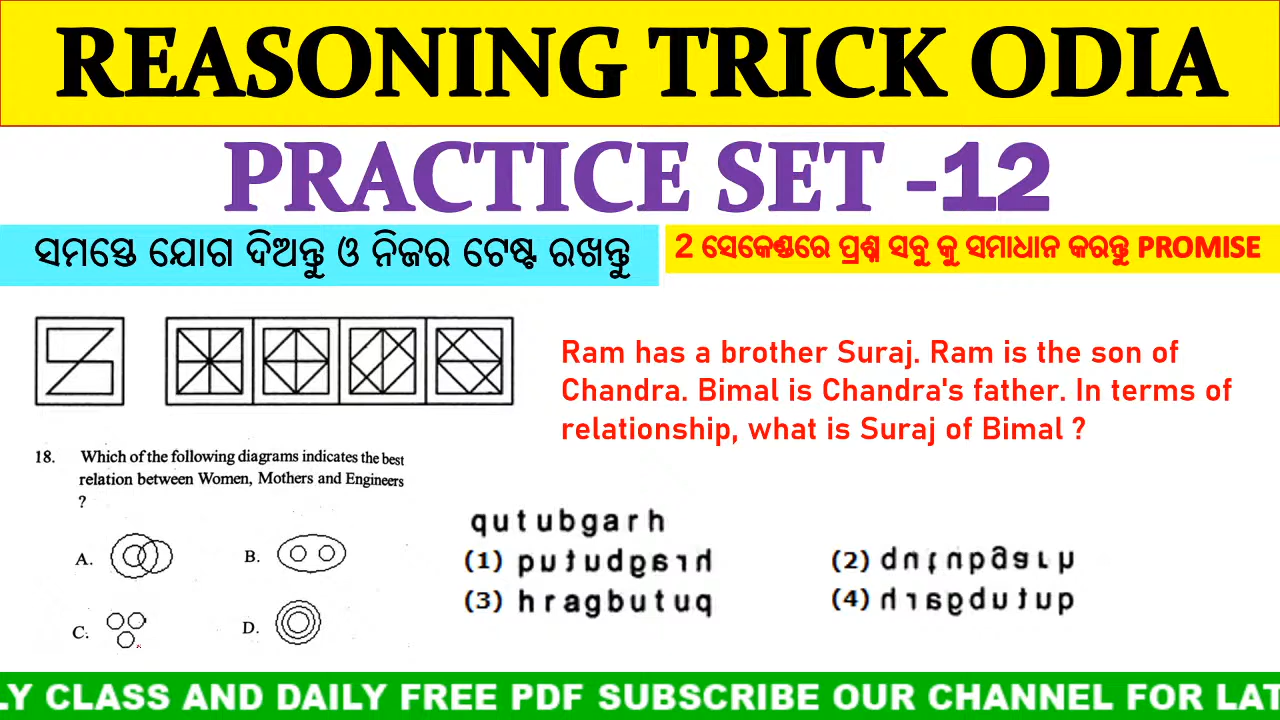 REASONING TRICK ODIA
PRACTICE SET -12
ସମସ୍ତେ ଯୋଗ ଦିଅନ୍ତୁ ଓ ନିଜର ଟେଷ୍ଟ ରଖନ୍ତୁ
2 ସେକେଣ୍ଡରେ ପ୍ରଶ୍ନ ସବୁ କୁ ସମାଧାନ କରନ୍ତୁ PROMISE
Ram has a brother Suraj. Ram is the son of
Chandra. Bimal is Chandra's father. In terms of
relationship, what is Suraj of Bimal ?
18. Which of the following diagrams indicates the best
relation between Women, Mothers and Engineers
?
A. B.
C. D.
qutubgarh
(1)
(2)
(3) hragbutuq
(4)
LY CLASS AND DAILY FREE PDF SUBSCRIBE OUR CHANNEL FOR LAT